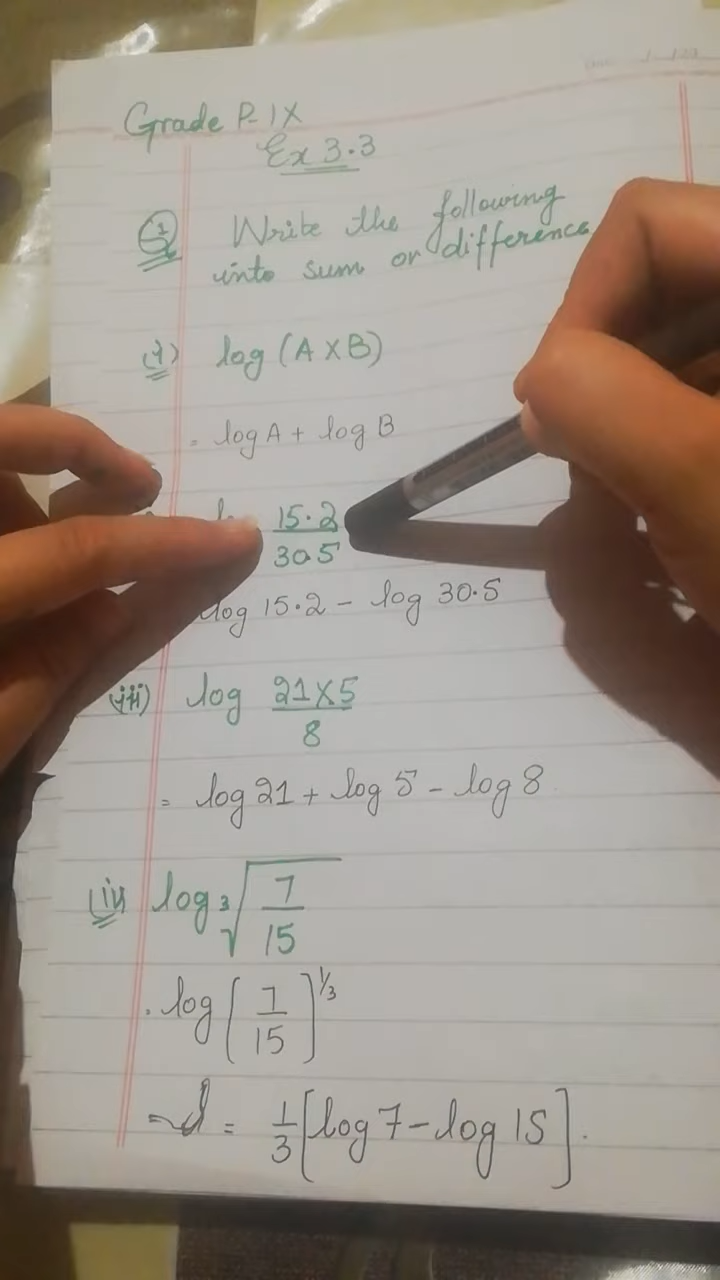 Grade P-IX
Ex 3.3
Q1 Write the following
into sum or difference
(i) log (A X B)
= log A + log B
15.2
30.5
log 15.2 - log 30.5
(iii) log 21 X 5
8
= log 21 + log 5 - log 8
(iv) log 3√ 7
15
log [ 7 ] 1/3
15
= 1/3 [log 7 - log 15].